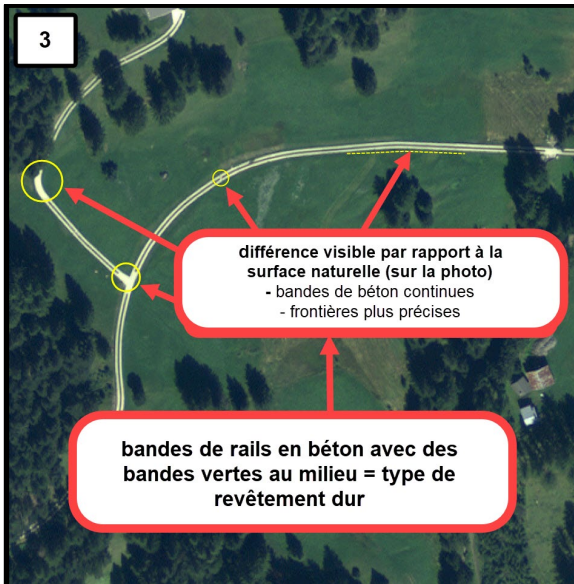 3
différence visible par rapport à la
surface naturelle (sur la photo)
- bandes de béton continues
- frontières plus précises
bandes de rails en béton avec des
bandes vertes au milieu = type de
revêtement dur